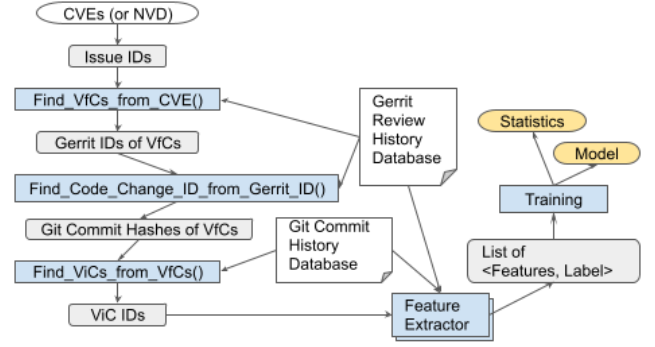 CVEs (or NVD)
Issue IDs
Find_VfCs_from_CVE()
Gerrit IDs of VfCs
Find_Code_Change_ID_from_Gerrit_ID()
Git Commit Hashes of VfCs
Find_ViCs_from_VfCs()
ViC IDs
Gerrit
Review
History
Database
Git Commit
History
Database
Feature
Extractor
List of
<Features, Label>
Training
Statistics
Model